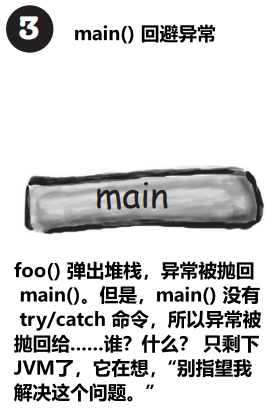 3
main() 回避异常
main
foo() 弹出堆栈，异常被抛回
main()。但是，main() 没有
try/catch 命令，所以异常被
抛回给……谁？什么？ 只剩下
JVM了，它在想，“别指望我
解决这个问题。”